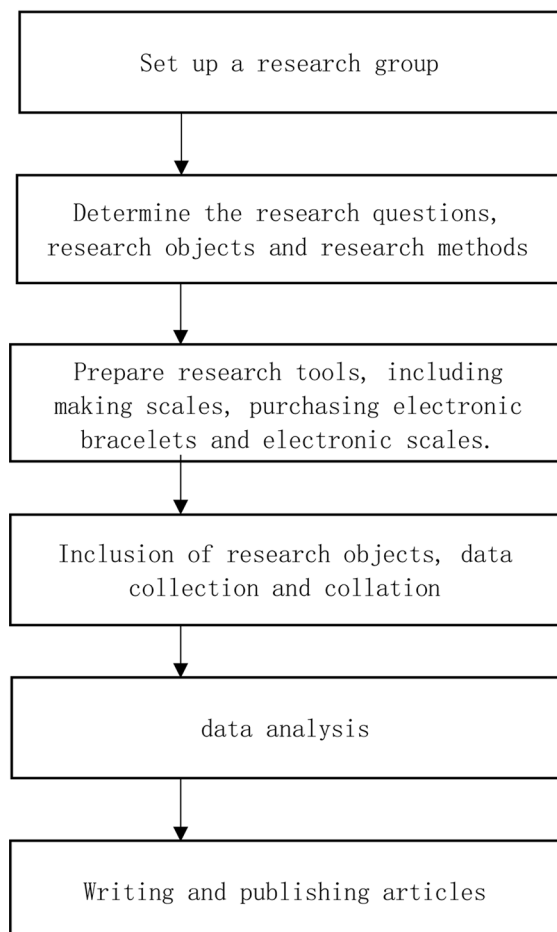 Set up a research group
Determine the research questions,
research objects and research methods
Prepare research tools, including
making scales, purchasing electronic
bracelets and electronic scales.
Inclusion of research objects, data
collection and collation
data analysis
Writing and publishing articles